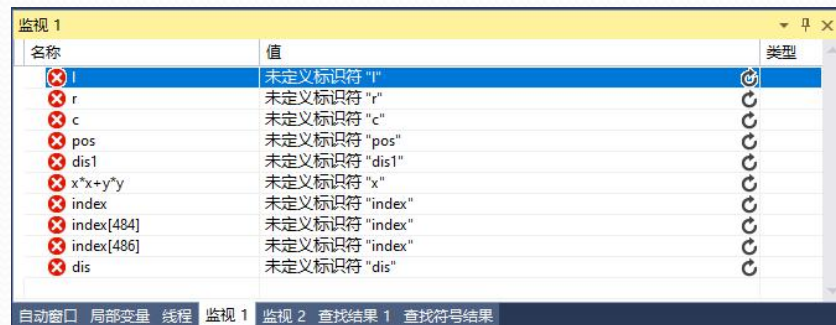 监视 1
名称 值 类型
l 未定义标识符 "l"
r 未定义标识符 "r"
c 未定义标识符 "c"
pos 未定义标识符 "pos"
dis1 未定义标识符 "dis1"
x*x+y*y 未定义标识符 "x"
index 未定义标识符 "index"
index[484] 未定义标识符 "index"
index[486] 未定义标识符 "index"
dis 未定义标识符 "dis"
自动窗口 局部变量 线程 监视 1 监视 2 查找结果 1 查找符号结果